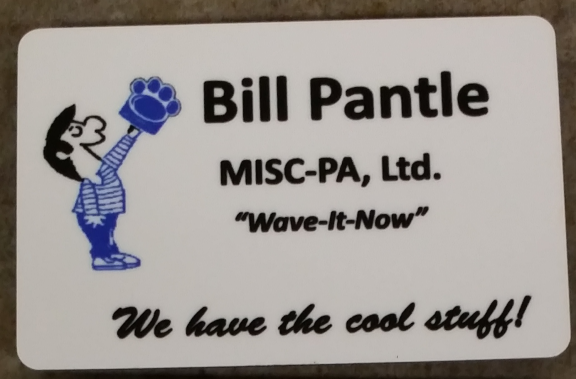 Bill Pantle
MISC-PA, Ltd.
“Wave-It-Now”
We have the cool stuff!